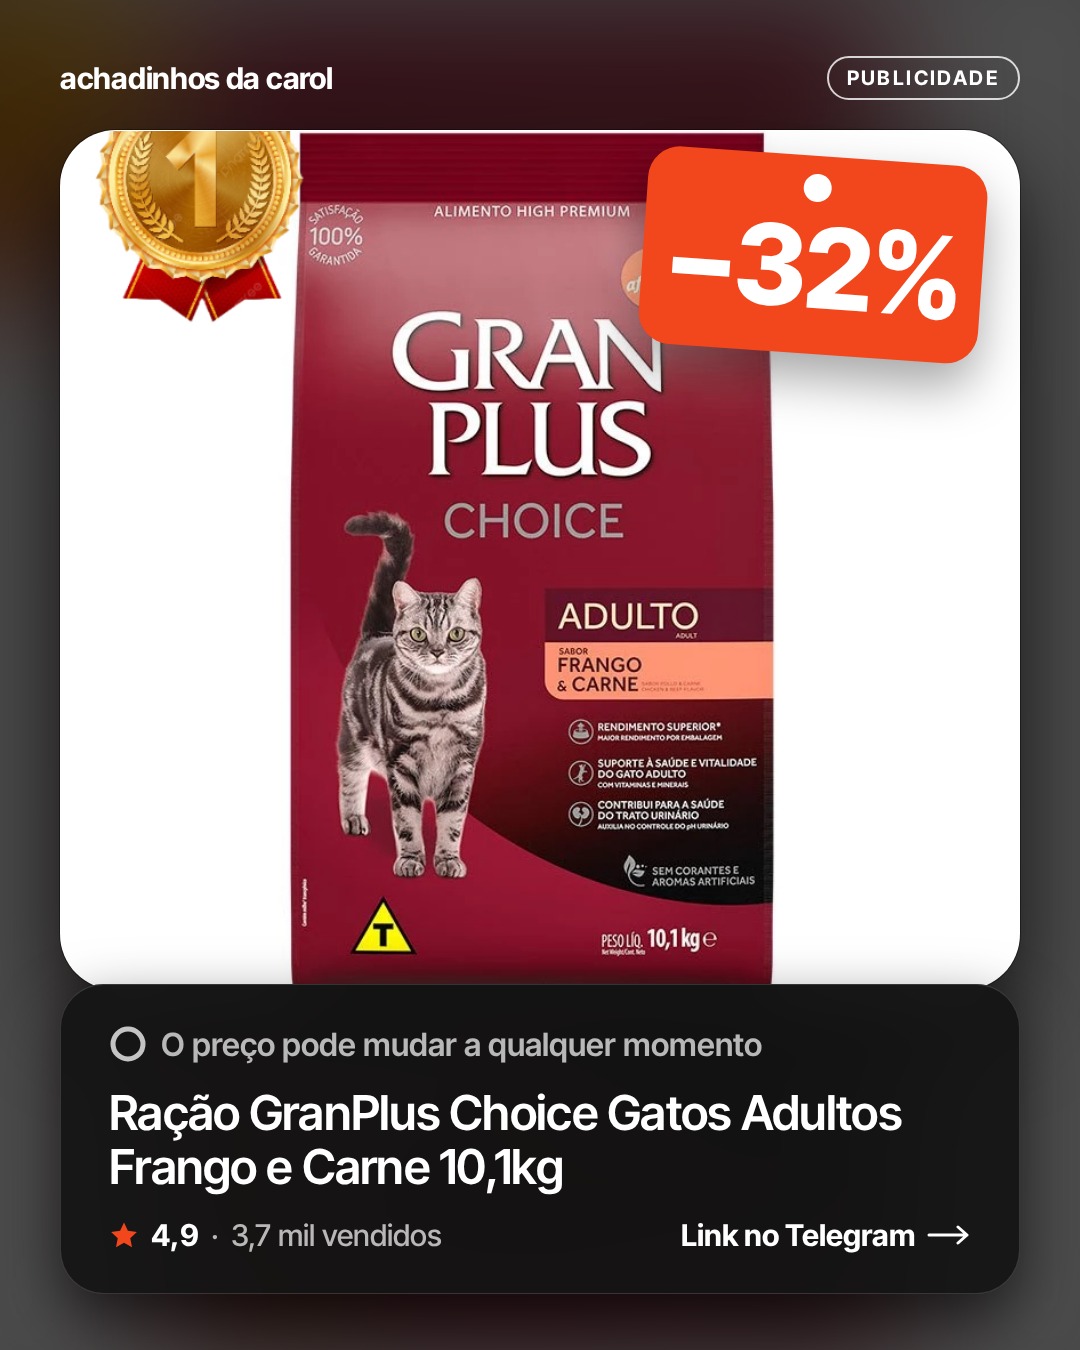 achadinhos da carol
PUBLICIDADE
1
SATISFAÇÃO
100%
GARANTIDA
ALIMENTO HIGH PREMIUM
-32%
GRAN
PLUS
CHOICE
ADULTO
ADULT
SABOR
FRANGO
& CARNE
RENDIMENTO SUPERIOR*
MAIOR RENDIMENTO POR EMBALAGEM
SUPORTE À SAÚDE E VITALIDADE
DO GATO ADULTO
COM VITAMINAS E MINERAIS
CONTRIBUI PARA A SAÚDE
DO TRATO URINÁRIO
AUXILIA NO CONTROLE DO pH URINÁRIO
SEM CORANTES E
AROMAS ARTIFICIAIS
T
PESO LÍQ. 10,1 kg e
O preço pode mudar a qualquer momento
Ração GranPlus Choice Gatos Adultos
Frango e Carne 10,1kg
4,9 · 3,7 mil vendidos
Link no Telegram →